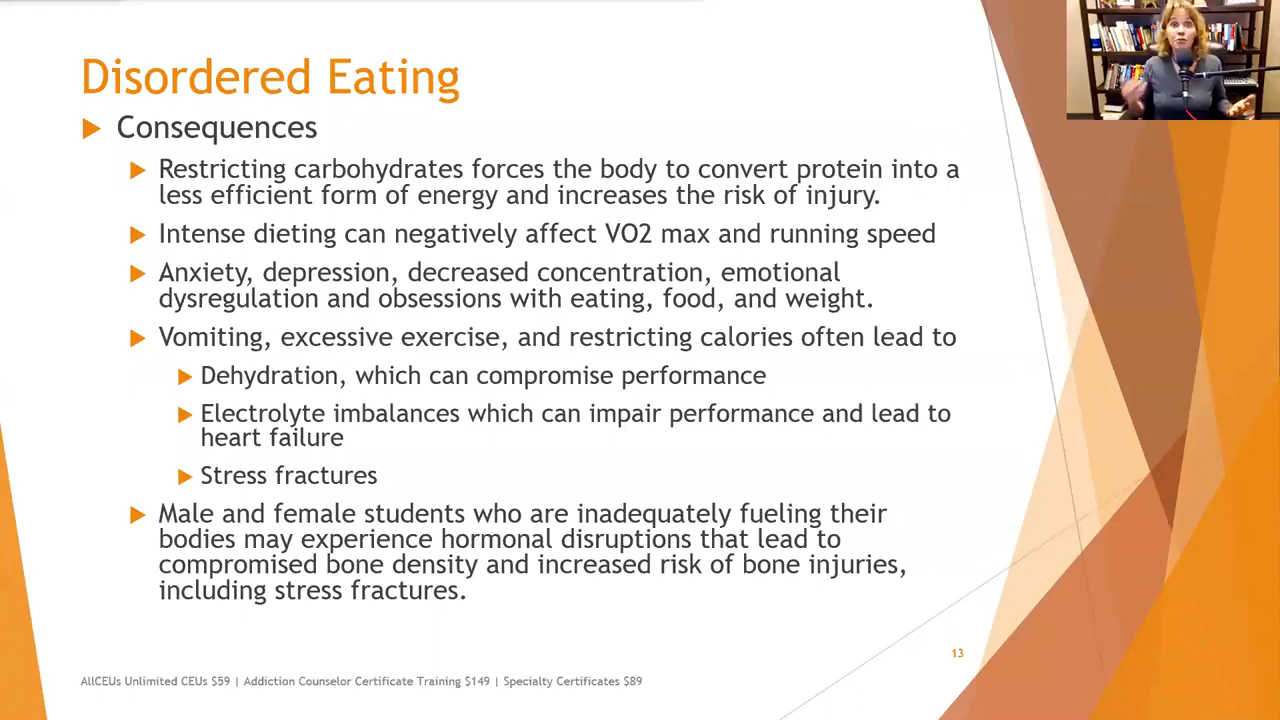 Disordered Eating
Consequences
Restricting carbohydrates forces the body to convert protein into a
less efficient form of energy and increases the risk of injury.
Intense dieting can negatively affect VO2 max and running speed
Anxiety, depression, decreased concentration, emotional
dysregulation and obsessions with eating, food, and weight.
Vomiting, excessive exercise, and restricting calories often lead to
Dehydration, which can compromise performance
Electrolyte imbalances which can impair performance and lead to
heart failure
Stress fractures
Male and female students who are inadequately fueling their
bodies may experience hormonal disruptions that lead to
compromised bone density and increased risk of bone injuries,
including stress fractures.
13
AllCEUs Unlimited CEUs $59 | Addiction Counselor Certificate Training $149 | Specialty Certificates $89